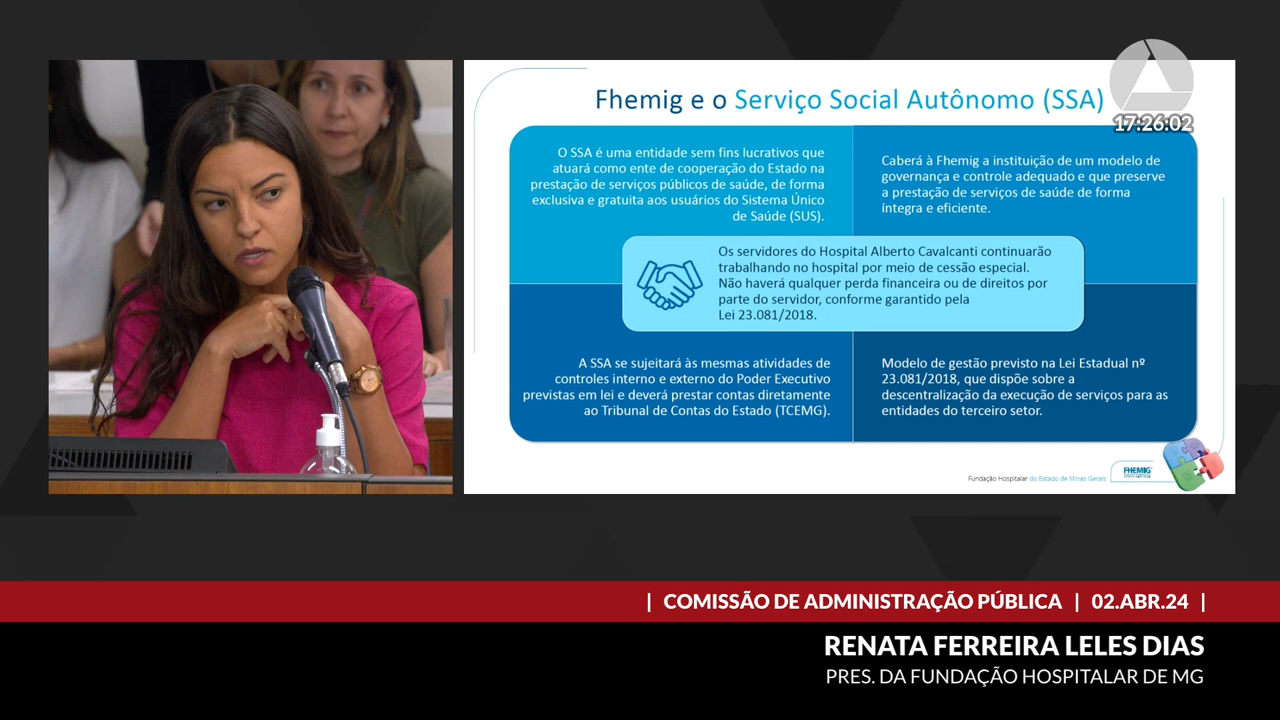 Fhemig e o Serviço Social Autônomo (SSA)
17:26:02
O SSA é uma entidade sem fins lucrativos que
atuará como ente de cooperação do Estado na
prestação de serviços públicos de saúde, de forma
exclusiva e gratuita aos usuários do Sistema Único
de Saúde (SUS).
Caberá à Fhemig a instituição de um modelo de
governança e controle adequado e que preserve
a prestação de serviços de saúde de forma
íntegra e eficiente.
Os servidores do Hospital Alberto Cavalcanti continuarão
trabalhando no hospital por meio de cessão especial.
Não haverá qualquer perda financeira ou de direitos por
parte do servidor, conforme garantido pela
Lei 23.081/2018.
A SSA se sujeitará às mesmas atividades de
controles interno e externo do Poder Executivo
previstas em lei e deverá prestar contas diretamente
ao Tribunal de Contas do Estado (TCEMG).
Modelo de gestão previsto na Lei Estadual nº
23.081/2018, que dispõe sobre a
descentralização da execução de serviços para as
entidades do terceiro setor.
Fundação Hospitalar do Estado de Minas Gerais
FHEMIG
| COMISSÃO DE ADMINISTRAÇÃO PÚBLICA | 02.ABR.24 |
RENATA FERREIRA LELES DIAS
PRES. DA FUNDAÇÃO HOSPITALAR DE MG